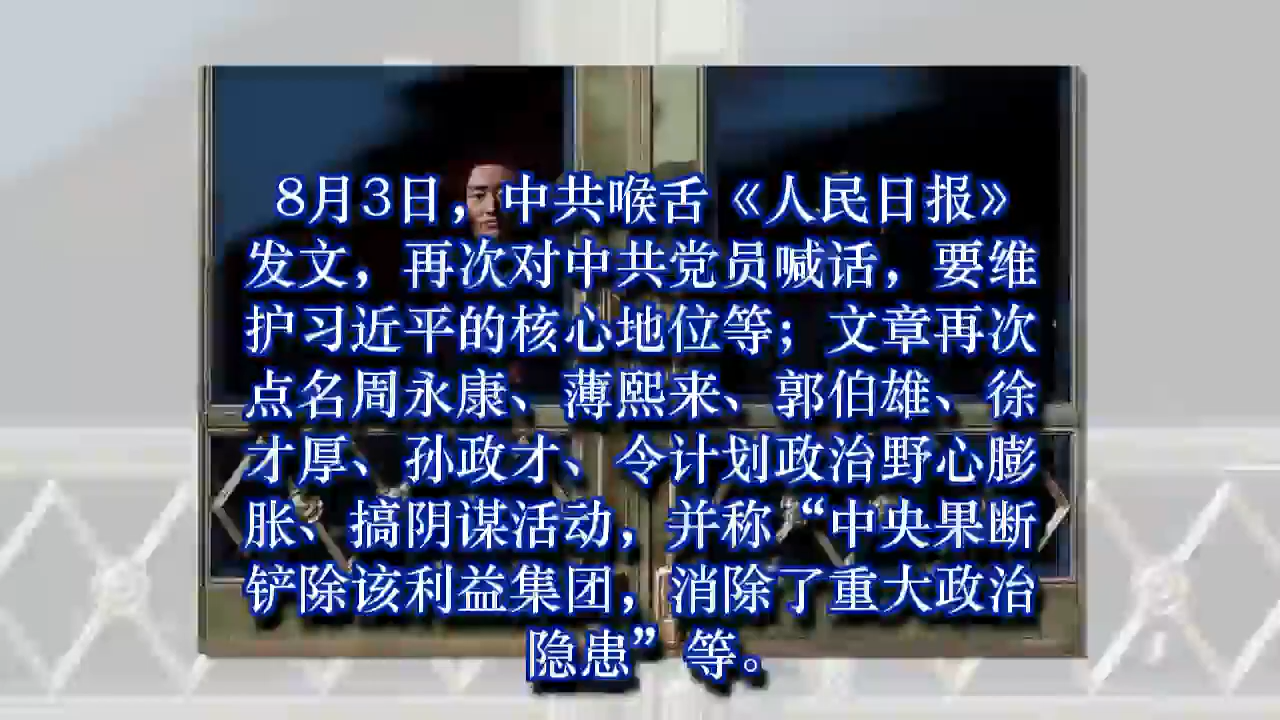 8月3日，中共喉舌《人民日报》
发文，再次对中共党员喊话，要维
护习近平的核心地位等；文章再次
点名周永康、薄熙来、郭伯雄、徐
才厚、孙政才、令计划政治野心膨
胀、搞阴谋活动，并称“中央果断
铲除该利益集团，消除了重大政治
隐患”等。